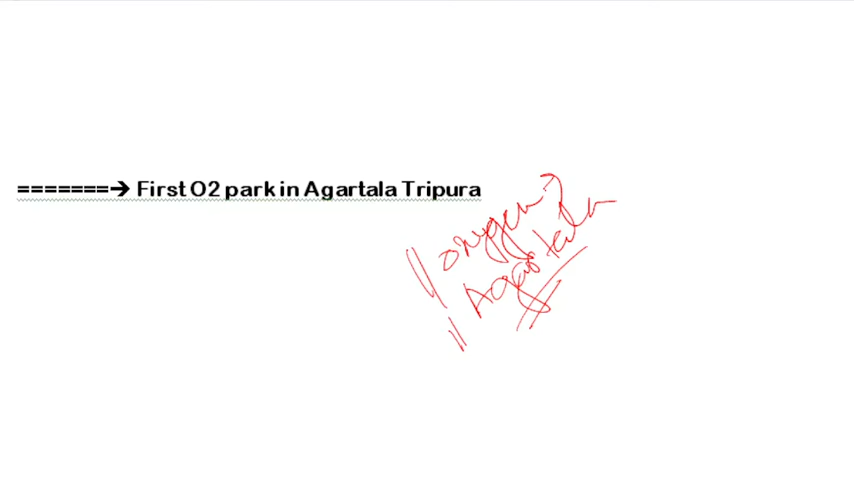 =======→ First O2 park in Agartala Tripura
oxygen →
Agartala